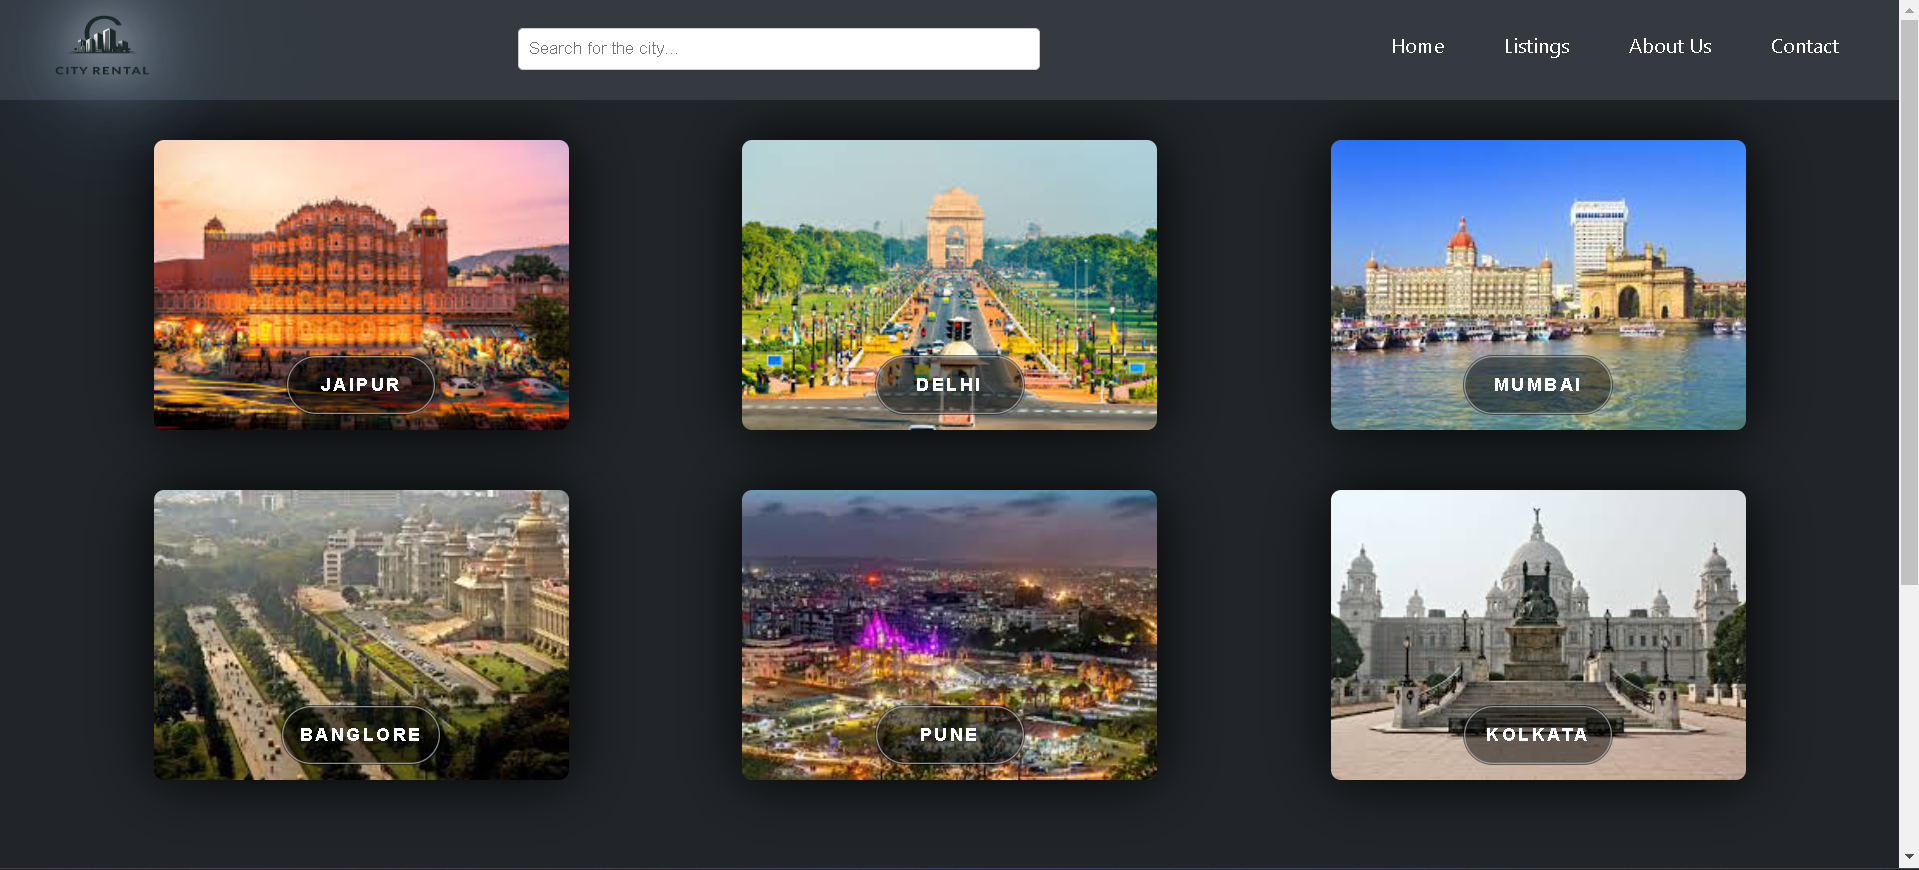 CITY RENTAL
Search for the city...
Home
Listings
About Us
Contact
JAIPUR
DELHI
MUMBAI
BANGLORE
PUNE
KOLKATA